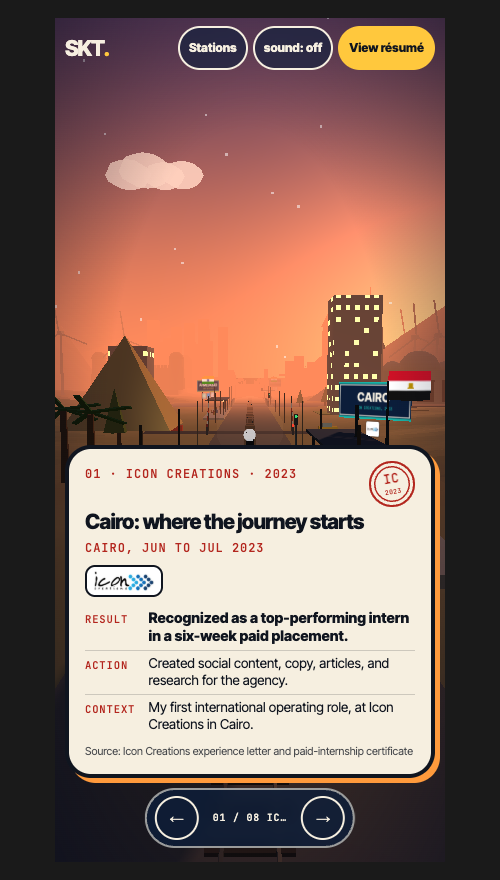 SKT.
Stations
sound: off
View résumé
CAIRO
01 · ICON CREATIONS · 2023
IC
2023
Cairo: where the journey starts
CAIRO, JUN TO JUL 2023
icon
CREATIONS
RESULT
Recognized as a top-performing intern
in a six-week paid placement.
ACTION
Created social content, copy, articles, and
research for the agency.
CONTEXT
My first international operating role, at Icon
Creations in Cairo.
Source: Icon Creations experience letter and paid-internship certificate
← 01 / 08 IC… →